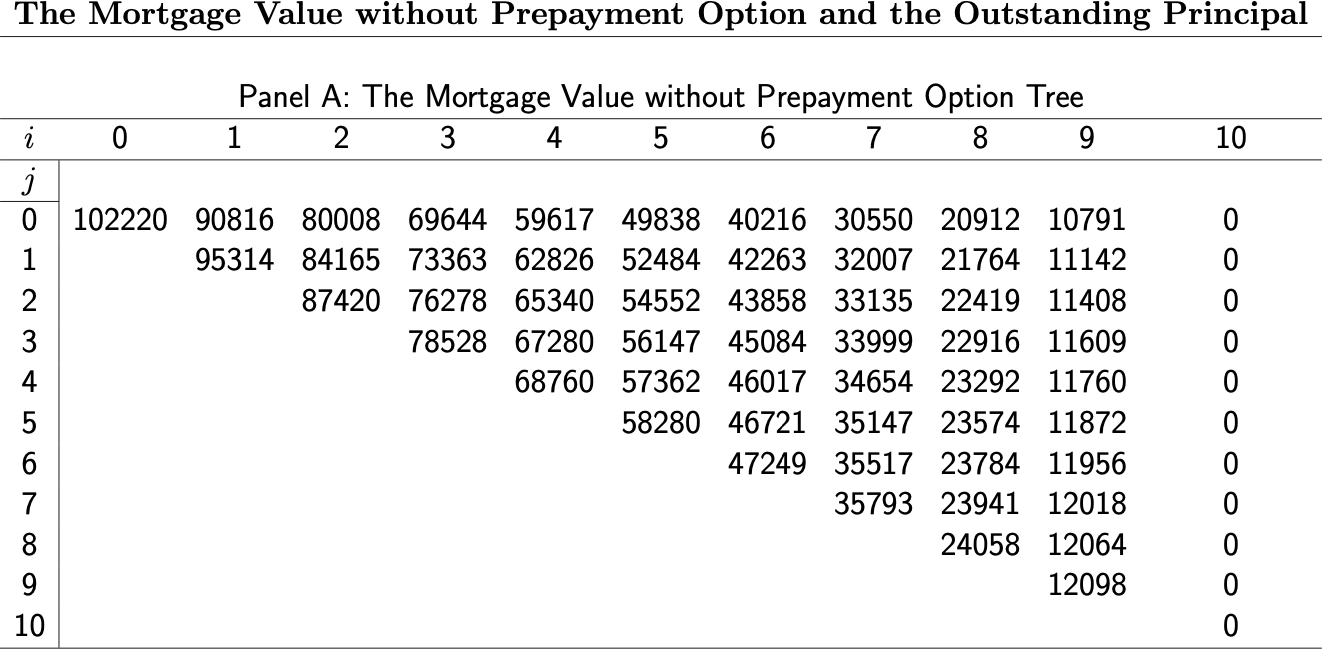 The Mortgage Value without Prepayment Option and the Outstanding Principal
Panel A: The Mortgage Value without Prepayment Option Tree
i 0 1 2 3 4 5 6 7 8 9 10
j
0 102220 90816 80008 69644 59617 49838 40216 30550 20912 10791 0
1 95314 84165 73363 62826 52484 42263 32007 21764 11142 0
2 87420 76278 65340 54552 43858 33135 22419 11408 0
3 78528 67280 56147 45084 33999 22916 11609 0
4 68760 57362 46017 34654 23292 11760 0
5 58280 46721 35147 23574 11872 0
6 47249 35517 23784 11956 0
7 35793 23941 12018 0
8 24058 12064 0
9 12098 0
10 0